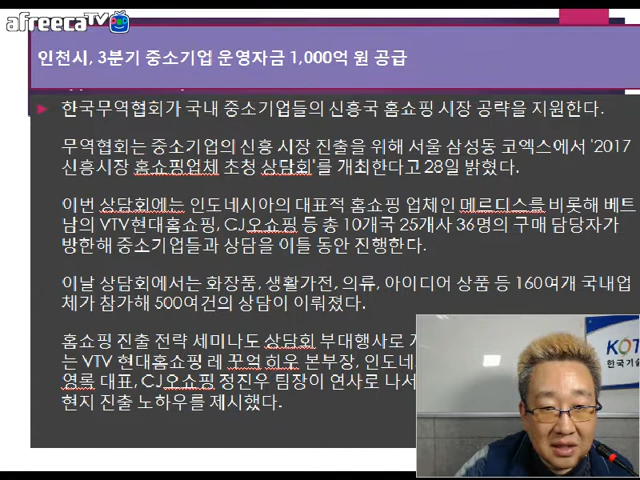 afreecaTV
인천시, 3분기 중소기업 운영자금 1,000억 원 공급
한국무역협회가 국내 중소기업들의 신흥국 홈쇼핑 시장 공략을 지원한다.
무역협회는 중소기업의 신흥 시장 진출을 위해 서울 삼성동 코엑스에서 '2017
신흥시장 홈쇼핑업체 초청 상담회'를 개최한다고 28일 밝혔다.
이번 상담회에는 인도네시아의 대표적 홈쇼핑 업체인 메르디스를 비롯해 베트
남의 VTV현대홈쇼핑, CJ오쇼핑 등 총 10개국 25개사 36명의 구매 담당자가
방한해 중소기업들과 상담을 이틀 동안 진행한다.
이날 상담회에서는 화장품, 생활가전, 의류, 아이디어 상품 등 160여개 국내업
체가 참가해 500여건의 상담이 이뤄졌다.
홈쇼핑 진출 전략 세미나도 상담회 부대행사로
는 VTV 현대홈쇼핑 레 꾸억 희우 본부장, 인도네
영록 대표, CJ오쇼핑 정진우 팀장이 연사로 나서
현지 진출 노하우를 제시했다.
KOT
한국기술